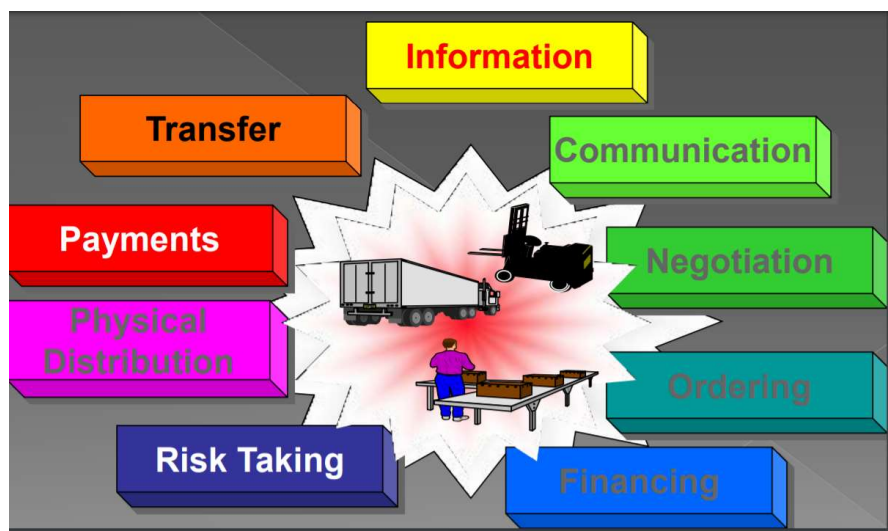 Information
Transfer
Communication
Payments
Negotiation
Physical
Distribution
Ordering
Risk Taking
Financing